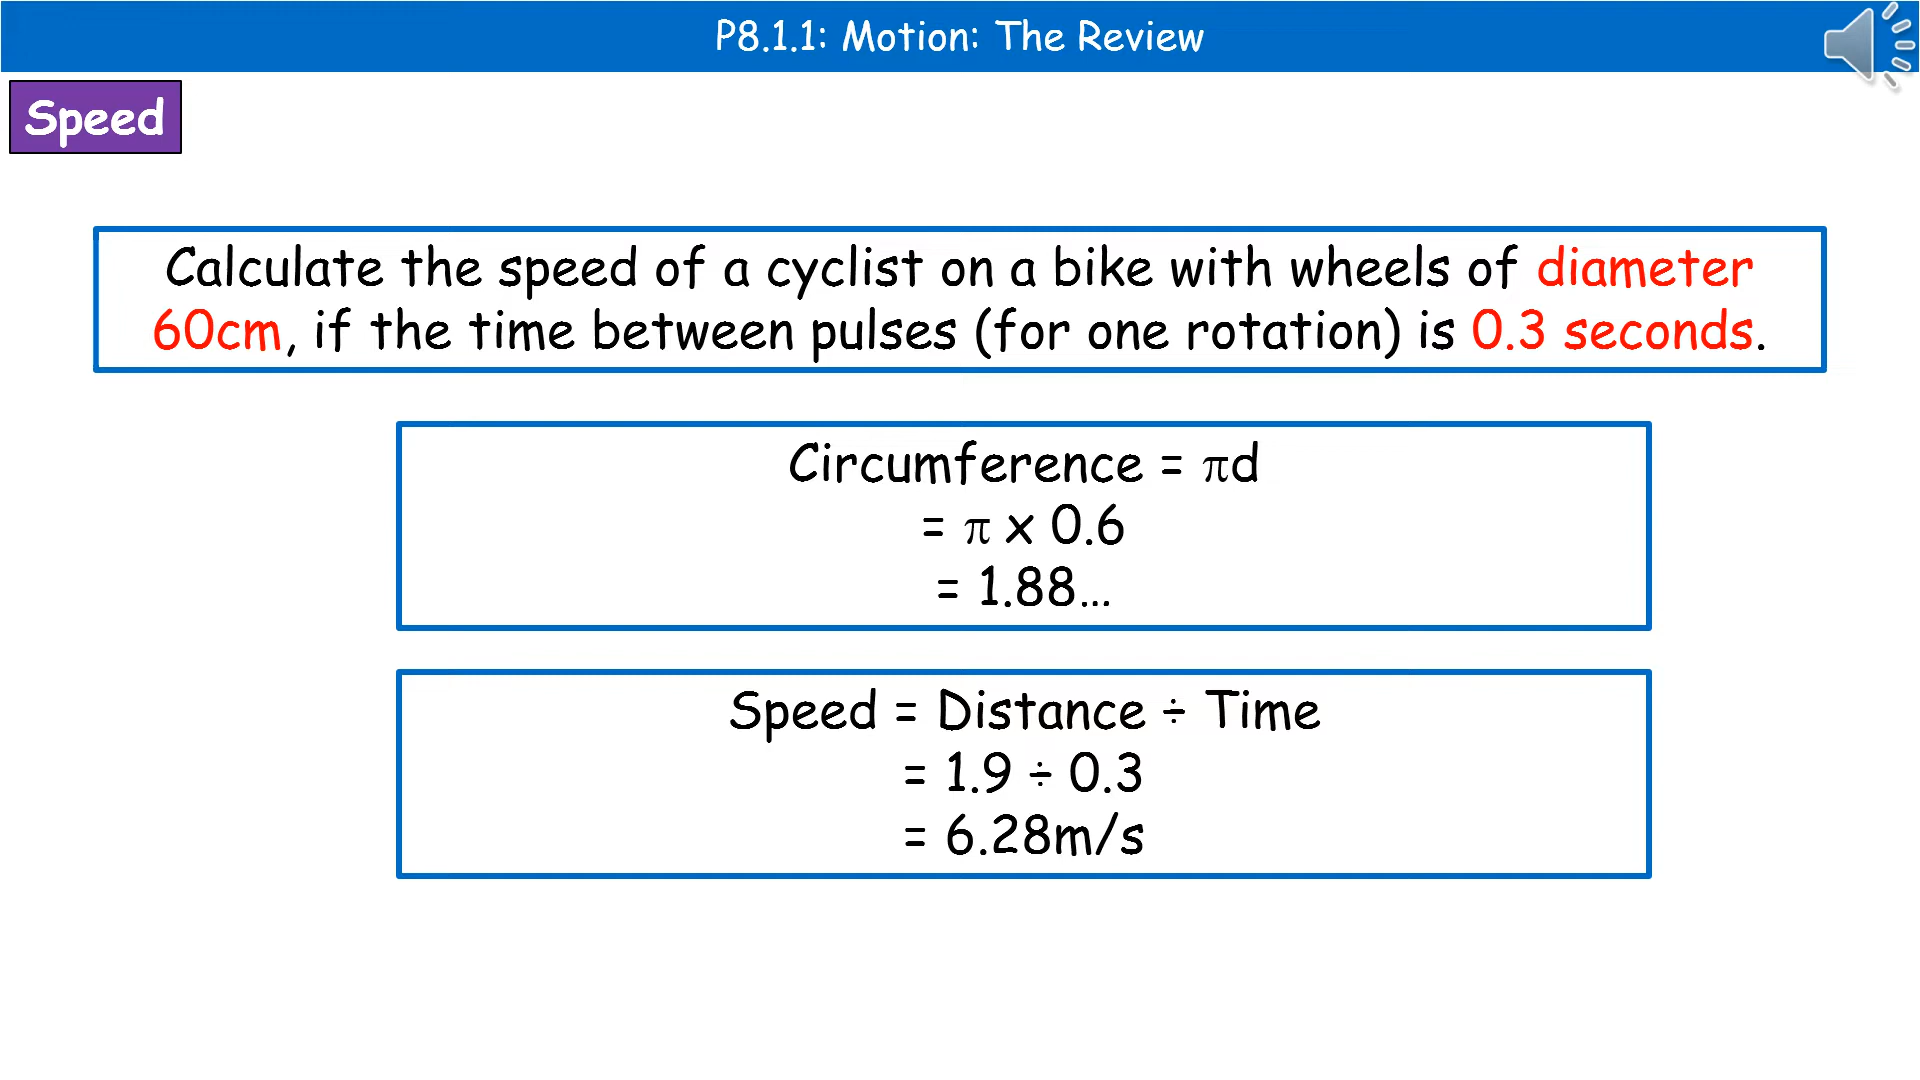 P8.1.1: Motion: The Review
Speed
Calculate the speed of a cyclist on a bike with wheels of diameter
60cm, if the time between pulses (for one rotation) is 0.3 seconds.
Circumference = πd
= π x 0.6
= 1.88…
Speed = Distance ÷ Time
= 1.9 ÷ 0.3
= 6.28m/s